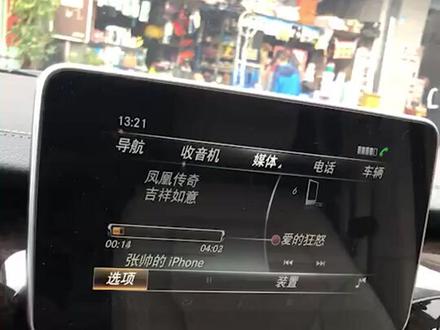 13:21
导航 收音机 媒体 电话 车辆
凤凰传奇
吉祥如意
6
00:14 04:02
爱的狂怒
张帅的 iPhone
选项 装置